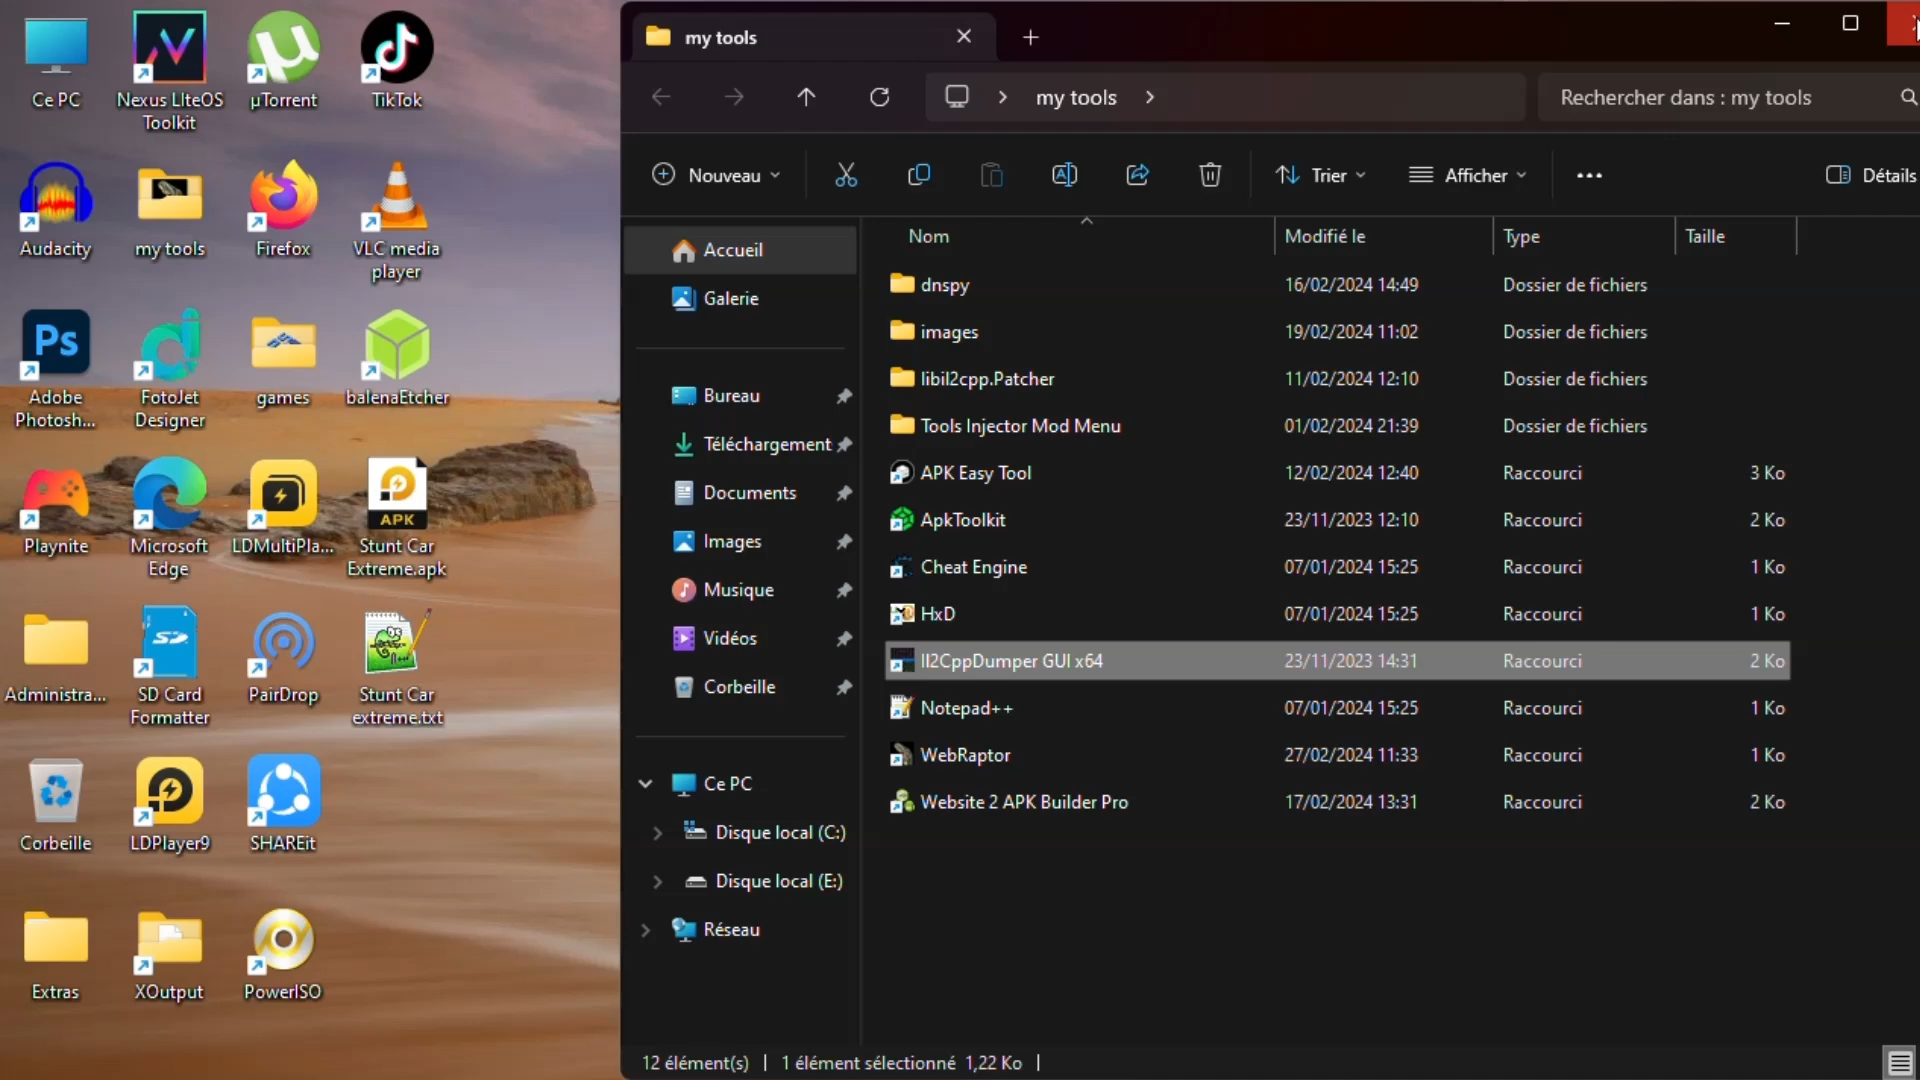 Ce PC
Nexus LIteOS
Toolkit
µTorrent
TikTok
Audacity
my tools
Firefox
VLC media
player
Ps
Adobe
Photosh...
FotoJet
Designer
games
balenaEtcher
Playnite
Microsoft
Edge
LDMultiPla...
APK
Stunt Car
Extreme.apk
Administra...
SD
SD Card
Formatter
PairDrop
Stunt Car
extreme.txt
Corbeille
LDPlayer9
SHAREit
Extras
XOutput
PowerISO
my tools
my tools
Rechercher dans : my tools
Nouveau
Trier
Afficher
Détails
Accueil
Galerie
Bureau
Téléchargement
Documents
Images
Musique
Vidéos
Corbeille
Ce PC
Disque local (C:)
Disque local (E:)
Réseau
Nom Modifié le Type Taille
dnspy 16/02/2024 14:49 Dossier de fichiers
images 19/02/2024 11:02 Dossier de fichiers
libil2cpp.Patcher 11/02/2024 12:10 Dossier de fichiers
Tools Injector Mod Menu 01/02/2024 21:39 Dossier de fichiers
APK Easy Tool 12/02/2024 12:40 Raccourci 3 Ko
ApkToolkit 23/11/2023 12:10 Raccourci 2 Ko
Cheat Engine 07/01/2024 15:25 Raccourci 1 Ko
HxD 07/01/2024 15:25 Raccourci 1 Ko
Il2CppDumper GUI x64 23/11/2023 14:31 Raccourci 2 Ko
Notepad++ 07/01/2024 15:25 Raccourci 1 Ko
WebRaptor 27/02/2024 11:33 Raccourci 1 Ko
Website 2 APK Builder Pro 17/02/2024 13:31 Raccourci 2 Ko
12 élément(s) | 1 élément sélectionné 1,22 Ko |